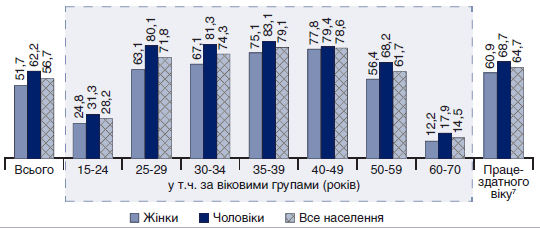 51,7 62,2 56,7
24,8 31,3 28,2
63,1 80,1 71,8
67,1 81,3 74,3
75,1 83,1 79,1
77,8 79,4 78,6
56,4 68,2 61,7
12,2 17,9 14,5
60,9 68,7 64,7
Всього 15-24 25-29 30-34 35-39 40-49 50-59 60-70 Праце-
здатного
віку7
у т.ч. за віковими групами (років)
Жінки Чоловіки Все населення